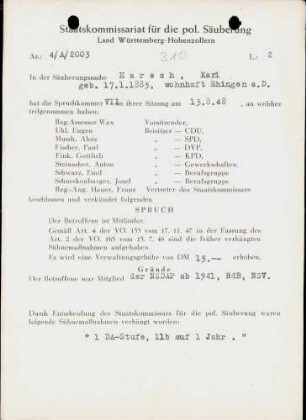 Staatskommissariat für die pol. Säuberung
Land Württemberg-Hohenzollern
Az.: 4/A/2003
310
L.: 2
In der Säuberungssache Harsch, Karl
geb. 17.1.1885, wohnhaft Ehingen a.D.
hat die Spruchkammer VII in ihrer Sitzung am 13.8.48, an welcher
teilgenommen haben:
Reg.Assessor Wax Vorsitzender,
Uhl, Eugen Beisitzer — CDU,
Munch, Alois „ — SPD,
Fischer, Paul „ — DVP,
Fink, Gottlieb „ — KPD,
Steinacher, Anton „ — Gewerkschaften,
Schwarz, Emil „ — Berufsgruppe
Schneckenburger, Josef „ — Berufsgruppe
Reg.-Ang. Hauer, Franz Vertreter des Staatskommissars
beschlossen und verkündet folgenden
SPRUCH
Der Betroffene ist Mitläufer.
Gemäß Art. 4 der VO. 133 vom 17. 11. 47 in der Fassung des
Art. 2 der VO. 165 vom 13. 7. 48 sind die früher verhängten
Sühnemaßnahmen aufgehoben.
Es wird eine Verwaltungsgebühr von DM 15.-- erhoben.
Gründe
Der Betroffene war Mitglied der NSDAP ab 1941, RdB, NSV.
Durch Entscheidung des Staatskommissars für die pol. Säuberung waren
folgende Sühnemaßnahmen verhängt worden:
" 1 DA-Stufe, 11b auf 1 Jahr . "